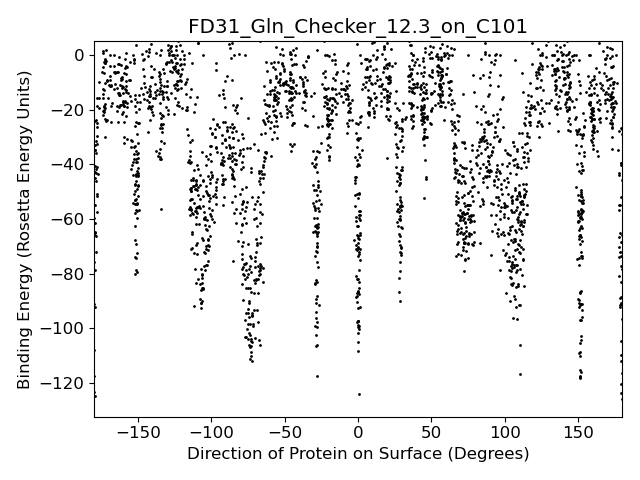 FD31_Gln_Checker_12.3_on_C101
Binding Energy (Rosetta Energy Units)
0
−20
−40
−60
−80
−100
−120
−150 −100 −50 0 50 100 150
Direction of Protein on Surface (Degrees)